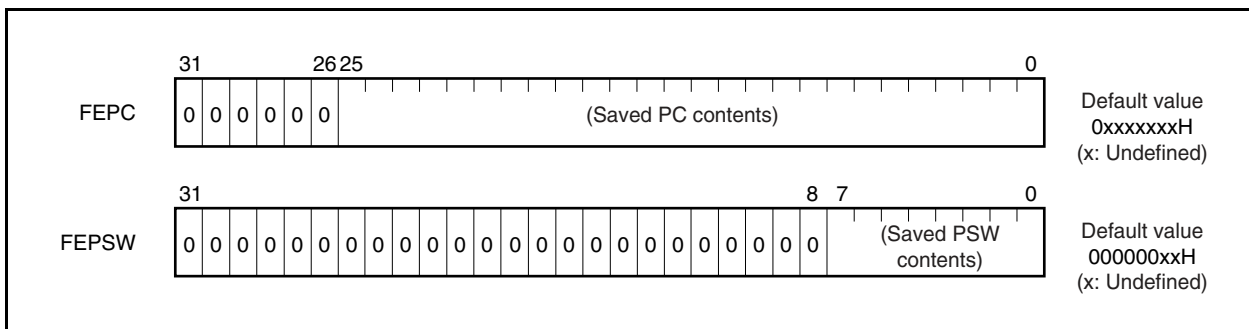 31 26 25 0
FEPC 0 0 0 0 0 0 (Saved PC contents)
Default value
0xxxxxxxH
(x: Undefined)
31 8 7 0
FEPSW 0 0 0 0 0 0 0 0 0 0 0 0 0 0 0 0 0 0 0 0 0 0 0 0 (Saved PSW
contents)
Default value
000000xxH
(x: Undefined)